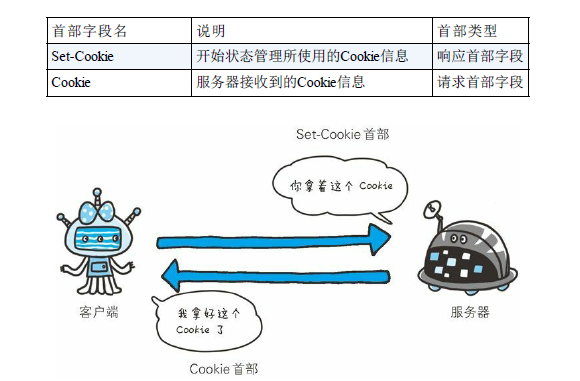 首部字段名 说明 首部类型
Set-Cookie 开始状态管理所使用的Cookie信息 响应首部字段
Cookie 服务器接收到的Cookie信息 请求首部字段
Set-Cookie 首部
你拿着这个 Cookie
客户端
服务器
我拿好这个
Cookie 了
Cookie 首部